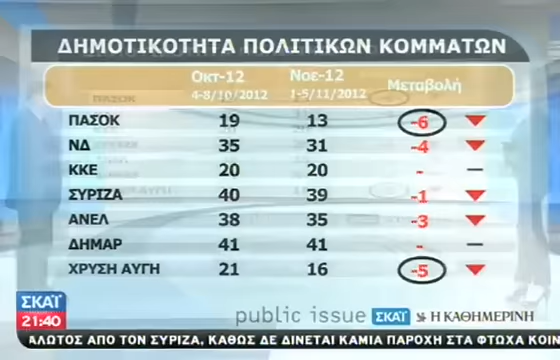 ΔΗΜΟΤΙΚΟΤΗΤΑ ΠΟΛΙΤΙΚΩΝ ΚΟΜΜΑΤΩΝ
Οκτ-12 Νοε-12 Μεταβολή
4-8/10/2012 1-5/11/2012
ΠΑΣΟΚ 19 13 -6
ΝΔ 35 31 -4
ΚΚΕ 20 20 -
ΣΥΡΙΖΑ 40 39 -1
ΑΝΕΛ 38 35 -3
ΔΗΜΑΡ 41 41 -
ΧΡΥΣΗ ΑΥΓΗ 21 16 -5
ΣΚΑΪ
21:40
public issue ΣΚΑΪ Η ΚΑΘΗΜΕΡΙΝΗ
ΑΛΩΤΟΣ ΑΠΟ ΤΟΝ ΣΥΡΙΖΑ, ΚΑΘΩΣ ΔΕ ΔΙΝΕΤΑΙ ΚΑΜΙΑ ΠΑΡΟΧΗ ΣΤΑ ΦΤΩΧΑ ΚΟΙ